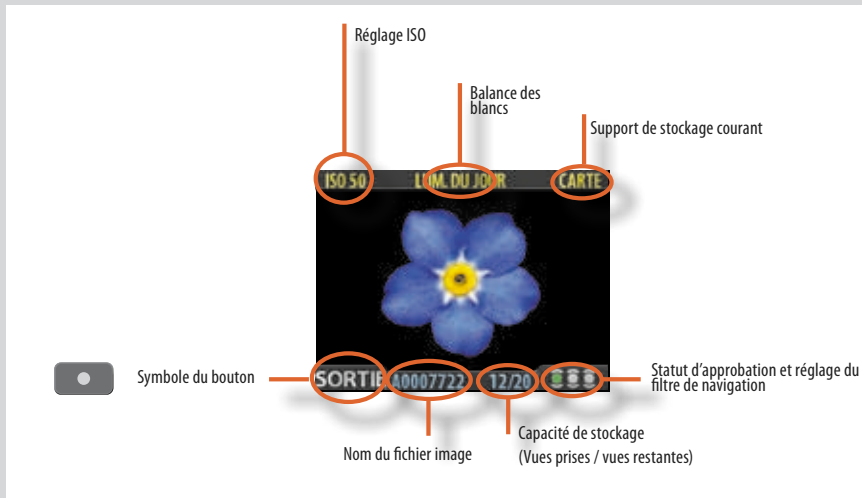 Réglage ISO
Balance des
blancs
Support de stockage courant
ISO 50 LUM. DU JOUR CARTE
Symbole du bouton
SORTIE A0007722 12/20
Statut d'approbation et réglage du
filtre de navigation
Nom du fichier image
Capacité de stockage
(Vues prises / vues restantes)